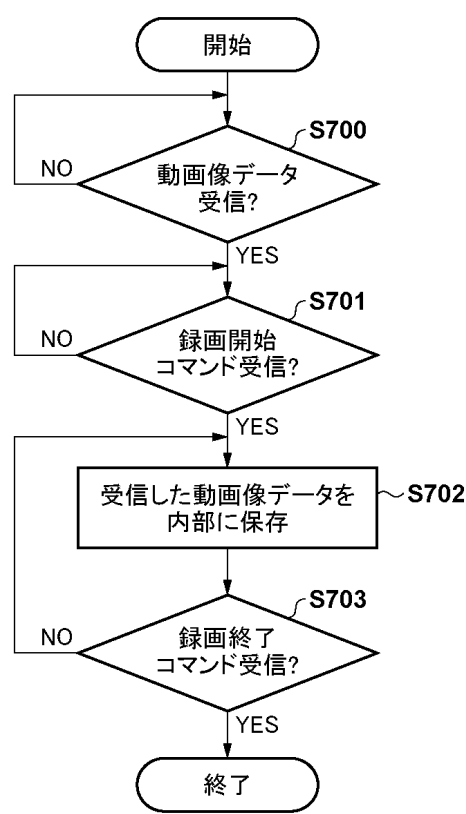 開始
S700
動画像データ
受信?
NO
YES
S701
録画開始
コマンド受信?
NO
YES
S702
受信した動画像データを
内部に保存
S703
録画終了
コマンド受信?
NO
YES
終了